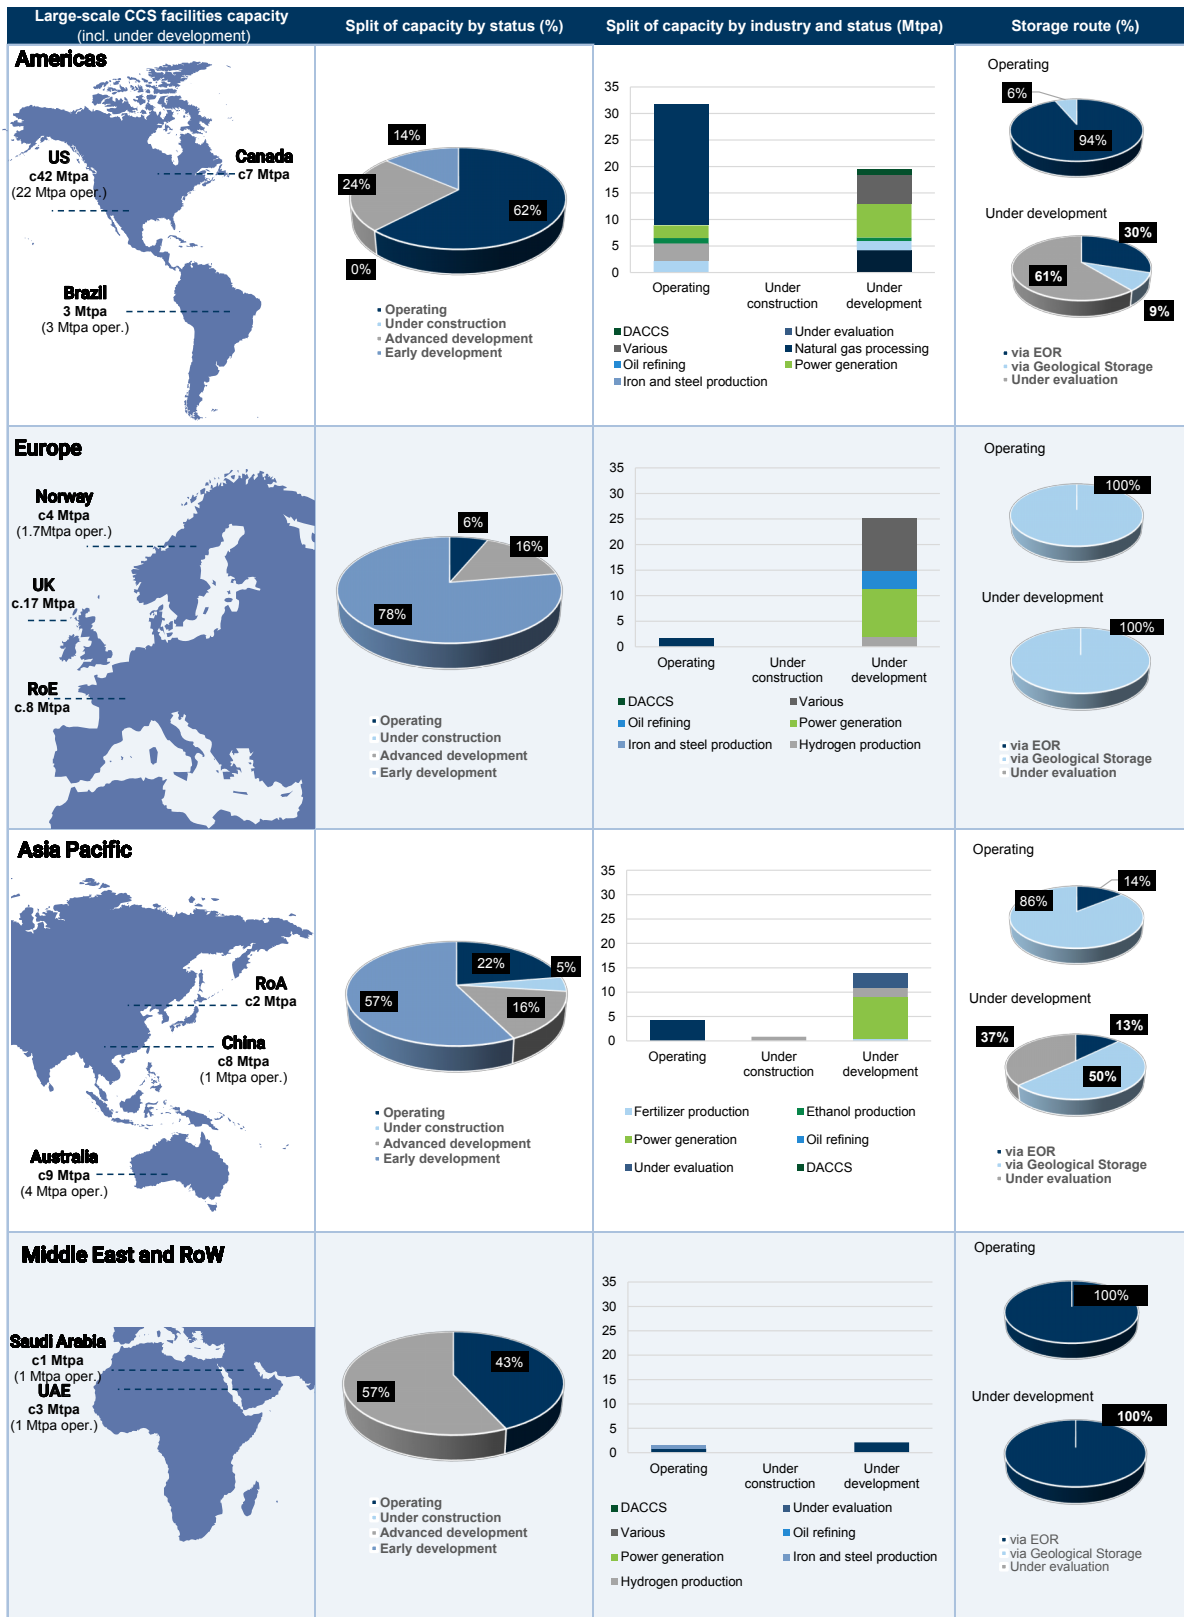 Large-scale CCS facilities capacity
(incl. under development)
Split of capacity by status (%)
Split of capacity by industry and status (Mtpa)
Storage route (%)
Americas
US
c42 Mtpa
(22 Mtpa oper.)
Canada
c7 Mtpa
Brazil
3 Mtpa
(3 Mtpa oper.)
14%
24%
62%
0%
Operating
Under construction
Advanced development
Early development
35
30
25
20
15
10
5
0
Operating
Under construction
Under development
DACCS
Under evaluation
Various
Natural gas processing
Oil refining
Power generation
Iron and steel production
Operating
6%
94%
Under development
30%
61%
9%
via EOR
via Geological Storage
Under evaluation
Europe
Norway
c4 Mtpa
(1.7Mtpa oper.)
UK
c.17 Mtpa
RoE
c.8 Mtpa
6%
16%
78%
Operating
Under construction
Advanced development
Early development
35
30
25
20
15
10
5
0
Operating
Under construction
Under development
DACCS
Various
Oil refining
Power generation
Iron and steel production
Hydrogen production
Operating
100%
Under development
100%
via EOR
via Geological Storage
Under evaluation
Asia Pacific
RoA
c2 Mtpa
China
c8 Mtpa
(1 Mtpa oper.)
Australia
c9 Mtpa
(4 Mtpa oper.)
22%
5%
57%
16%
Operating
Under construction
Advanced development
Early development
35
30
25
20
15
10
5
0
Operating
Under construction
Under development
Fertilizer production
Ethanol production
Power generation
Oil refining
Under evaluation
DACCS
Operating
14%
86%
Under development
13%
37%
50%
via EOR
via Geological Storage
Under evaluation
Middle East and RoW
Saudi Arabia
c1 Mtpa
(1 Mtpa oper.)
UAE
c3 Mtpa
(1 Mtpa oper.)
43%
57%
Operating
Under construction
Advanced development
Early development
35
30
25
20
15
10
5
0
Operating
Under construction
Under development
DACCS
Under evaluation
Various
Oil refining
Power generation
Iron and steel production
Hydrogen production
Operating
100%
Under development
100%
via EOR
via Geological Storage
Under evaluation